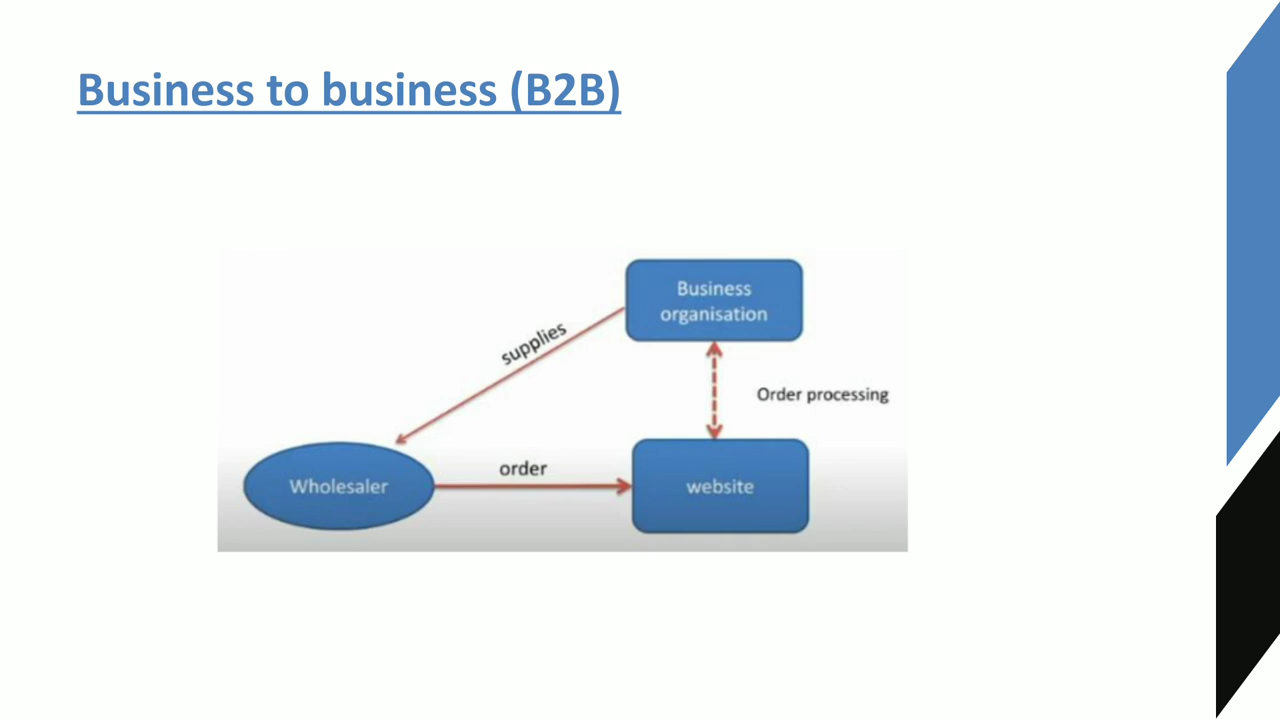 Business to business (B2B)
Business
organisation
supplies
Order processing
order
Wholesaler
website